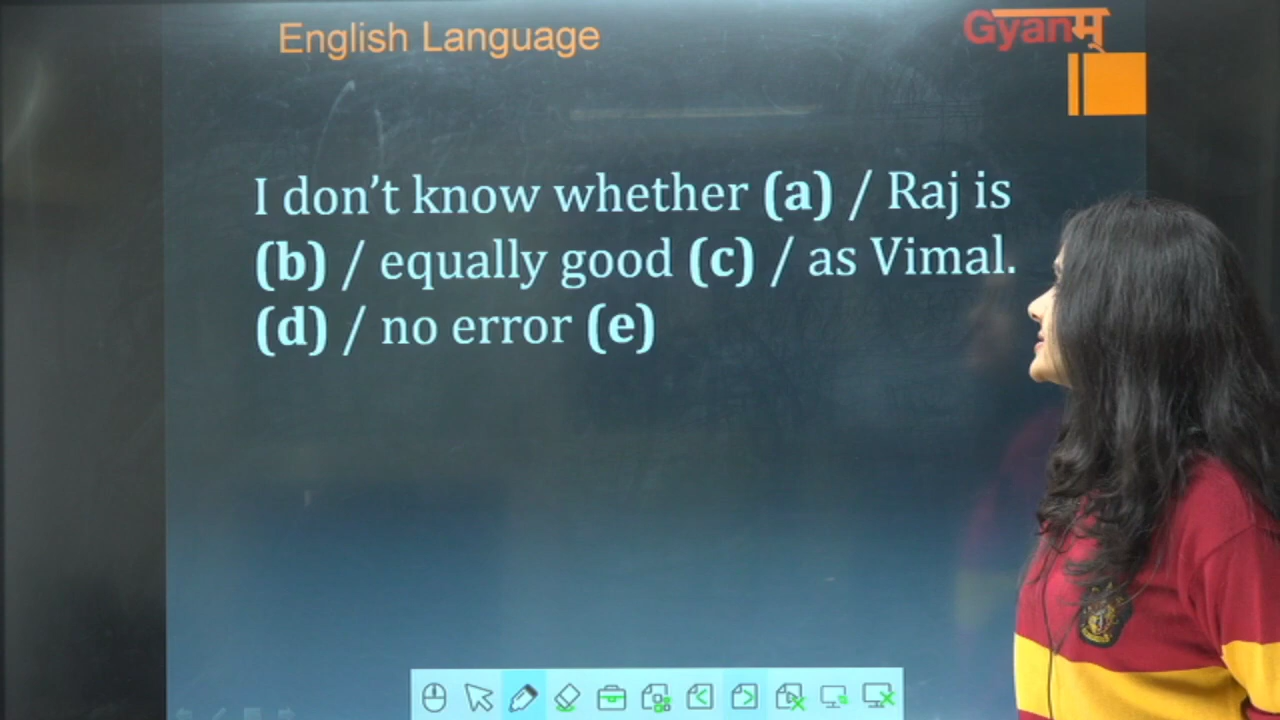 English Language
Gyanम्
I don’t know whether (a) / Raj is
(b) / equally good (c) / as Vimal.
(d) / no error (e)